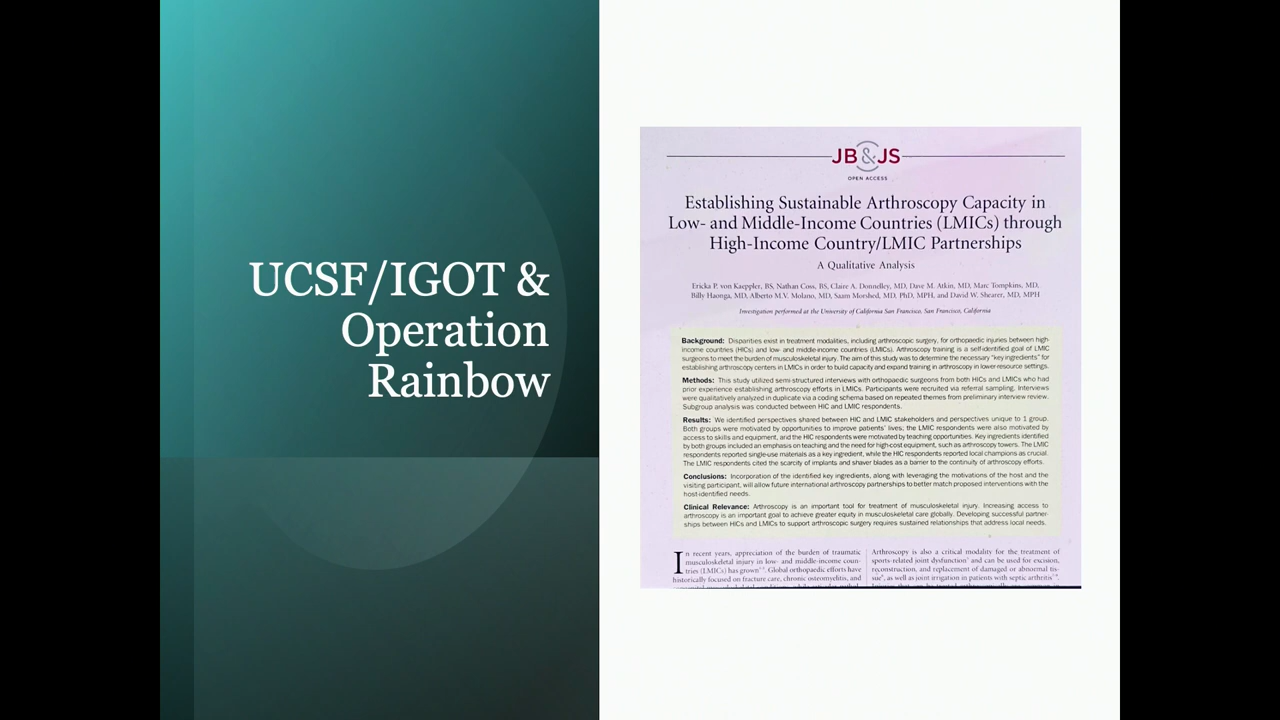 UCSF/IGOT &
Operation
Rainbow
JB&JS
OPEN ACCESS
Establishing Sustainable Arthroscopy Capacity in
Low- and Middle-Income Countries (LMICs) through
High-Income Country/LMIC Partnerships
A Qualitative Analysis
Ericka P. von Kaeppler, BS, Nathan Coss, BS, Claire A. Donnelley, MD, Dave M. Atkin, MD, Marc Tompkins, MD,
Billy Haonga, MD, Alberto M.V. Molano, MD, Saam Morshed, MD, PhD, MPH, and David W. Shearer, MD, MPH
Investigation performed at the University of California San Francisco, San Francisco, California
Background: Disparities exist in treatment modalities, including arthroscopic surgery, for orthopaedic injuries between high-
income countries (HICs) and low- and middle-income countries (LMICs). Arthroscopy training is a self-identified goal of LMIC
surgeons to meet the burden of musculoskeletal injury. The aim of this study was to determine the necessary "key ingredients" for
establishing arthroscopy centers in LMICs in order to build capacity and expand training in arthroscopy in lower-resource settings.
Methods: This study utilized semi-structured interviews with orthopaedic surgeons from both HICs and LMICs who had
prior experience establishing arthroscopy efforts in LMICs. Participants were recruited via referral sampling. Interviews
were qualitatively analyzed in duplicate via a coding schema based on repeated themes from preliminary interview review.
Subgroup analysis was conducted between HIC and LMIC respondents.
Results: We identified perspectives shared between HIC and LMIC stakeholders and perspectives unique to 1 group.
Both groups were motivated by opportunities to improve patients' lives; the LMIC respondents were also motivated by
access to skills and equipment, and the HIC respondents were motivated by teaching opportunities. Key ingredients identified
by both groups included an emphasis on teaching and the need for high-cost equipment, such as arthroscopy towers. The LMIC
respondents reported single-use materials as a key ingredient, while the HIC respondents reported local champions as crucial.
The LMIC respondents cited the scarcity of implants and shaver blades as a barrier to the continuity of arthroscopy efforts.
Conclusions: Incorporation of the identified key ingredients, along with leveraging the motivations of the host and the
visiting participant, will allow future international arthroscopy partnerships to better match proposed interventions with the
host-identified needs.
Clinical Relevance: Arthroscopy is an important tool for treatment of musculoskeletal injury. Increasing access to
arthroscopy is an important goal to achieve greater equity in musculoskeletal care globally. Developing successful partner-
ships between HICs and LMICs to support arthroscopic surgery requires sustained relationships that address local needs.
In recent years, appreciation of the burden of traumatic
musculoskeletal injury in low- and middle-income coun-
tries (LMICs) has grown. Global orthopaedic efforts have
historically focused on fracture care, chronic osteomyelitis, and
Arthroscopy is also a critical modality for the treatment of
sports-related joint dysfunction and can be used for excision,
reconstruction, and replacement of damaged or abnormal tis-
sue, as well as joint irrigation in patients with septic arthritis.